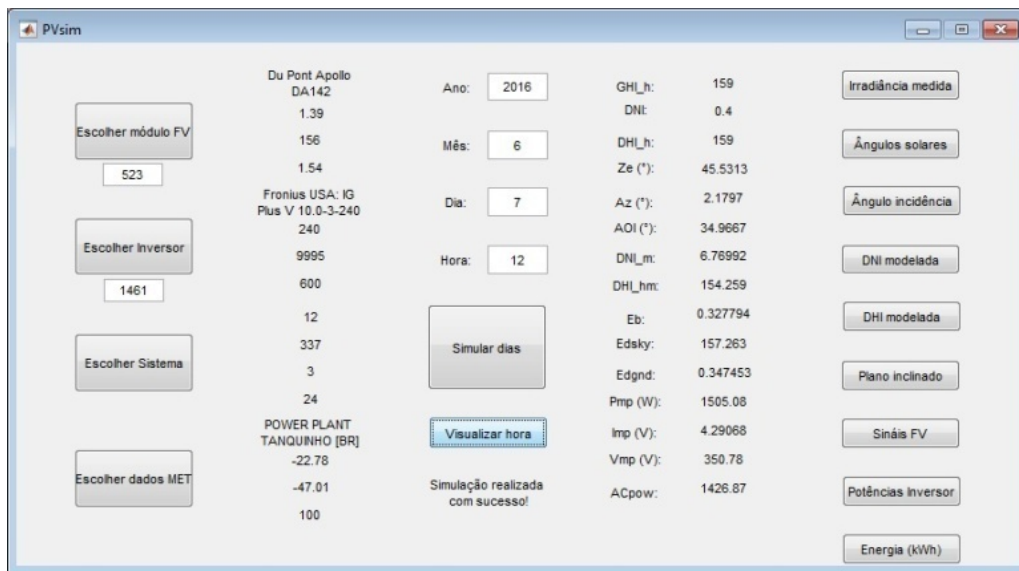 PVsim
Escolher módulo FV
523
Escolher Inversor
1461
Escolher Sistema
Escolher dados MET
Du Pont Apollo
DA142
1.39
156
1.54
Fronius USA: IG
Plus V 10.0-3-240
240
9995
600
12
337
3
24
POWER PLANT
TANQUINHO [BR]
-22.78
-47.01
100
Ano: 2016
Mês: 6
Dia: 7
Hora: 12
Simular dias
Visualizar hora
Simulação realizada
com sucesso!
GHI_h: 159
DNI: 0.4
DHI_h: 159
Ze (°): 45.5313
Az (°): 2.1797
AOI (°): 34.9667
DNI_m: 6.76992
DHI_hm: 154.259
Eb: 0.327794
Edsky: 157.263
Edgnd: 0.347453
Pmp (W): 1505.08
Imp (V): 4.29068
Vmp (V): 350.78
ACpow: 1426.87
Irradiância medida
Ângulos solares
Ângulo incidência
DNI modelada
DHI modelada
Plano inclinado
Sináis FV
Potências Inversor
Energia (kWh)